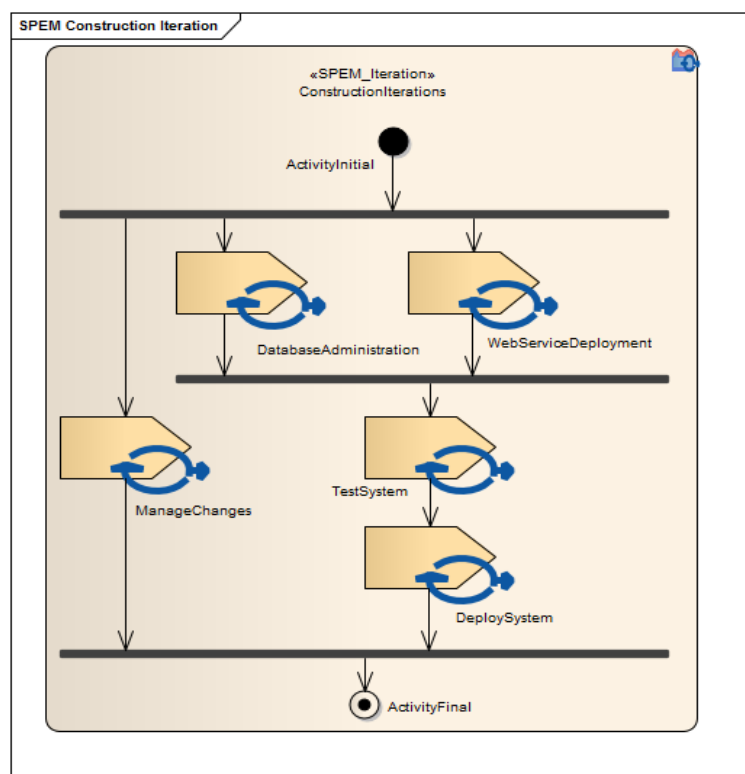 SPEM Construction Iteration
«SPEM_Iteration»
ConstructionIterations
ActivityInitial
DatabaseAdministration
WebServiceDeployment
ManageChanges
TestSystem
DeploySystem
ActivityFinal